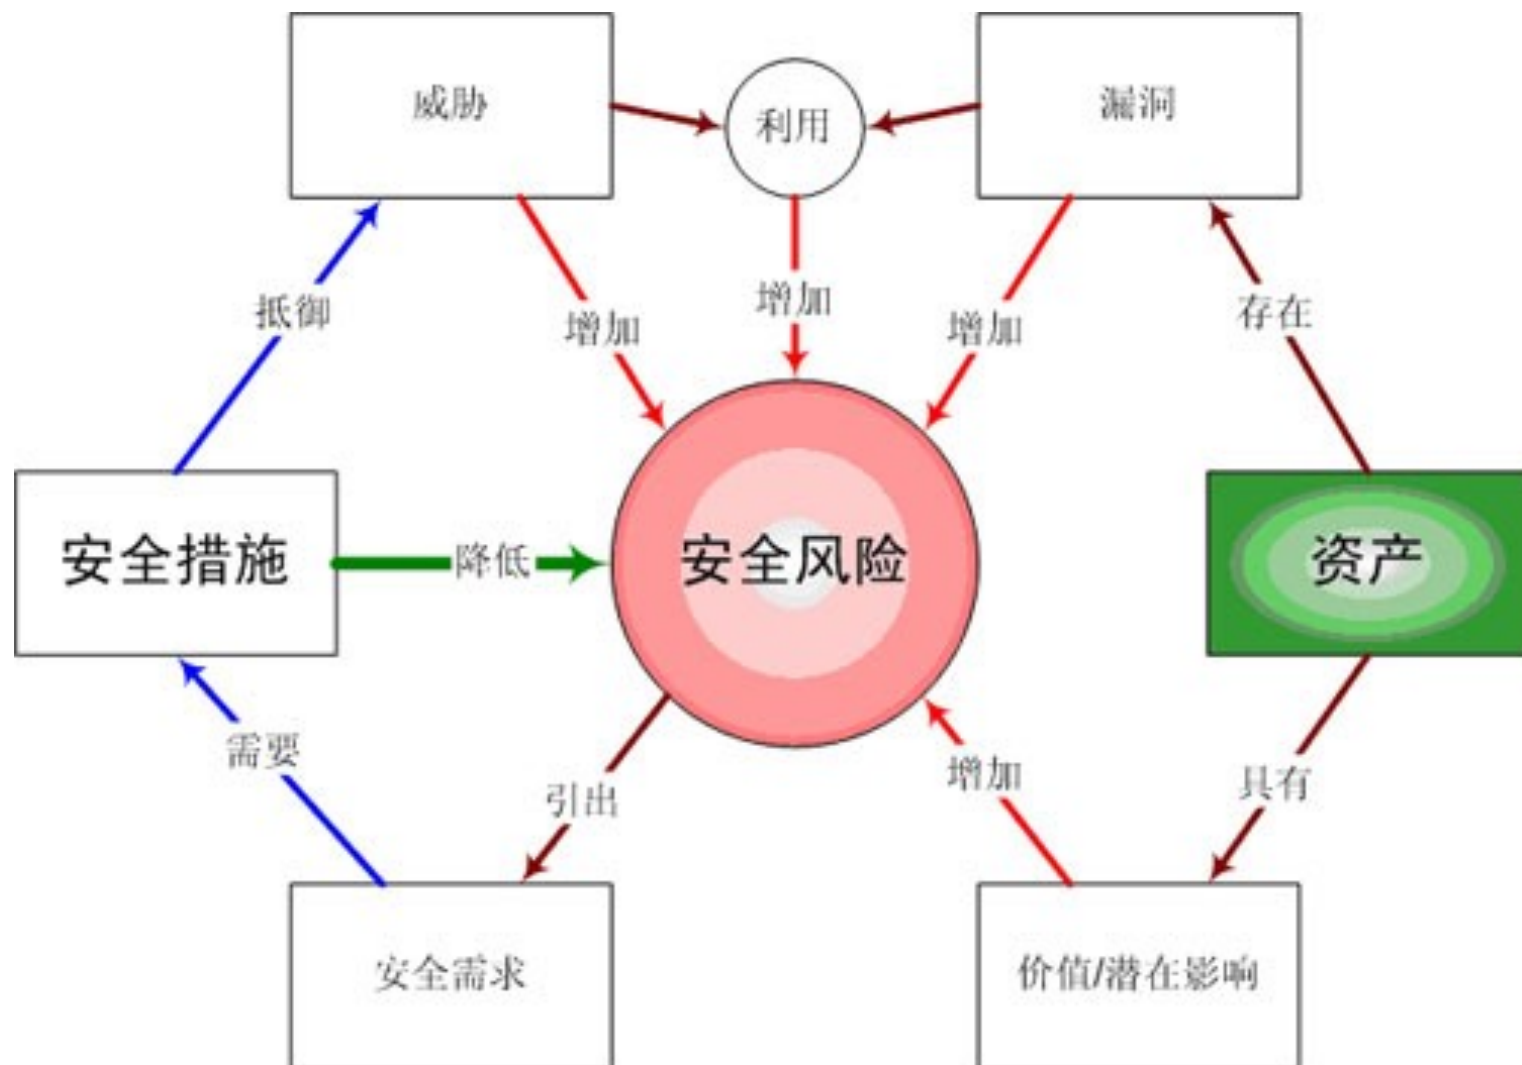 威胁
利用
漏洞
抵御
增加
增加
增加
存在
安全措施
降低
安全风险
资产
需要
引出
增加
具有
安全需求
价值/潜在影响